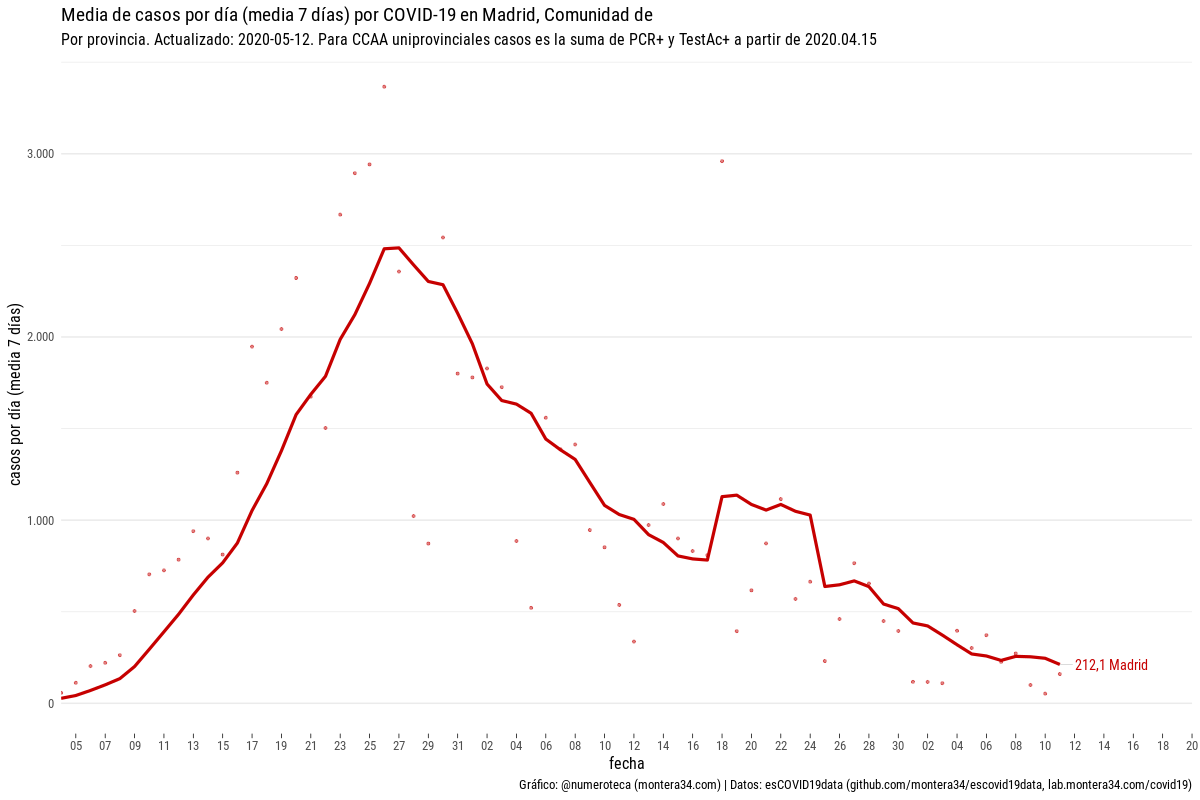 Media de casos por día (media 7 días) por COVID-19 en Madrid, Comunidad de
Por provincia. Actualizado: 2020-05-12. Para CCAA uniprovinciales casos es la suma de PCR+ y TestAc+ a partir de 2020.04.15
casos por día (media 7 días)
3.000
2.000
1.000
0
212,1 Madrid
05 07 09 11 13 15 17 19 21 23 25 27 29 31 02 04 06 08 10 12 14 16 18 20 22 24 26 28 30 02 04 06 08 10 12 14 16 18 20
fecha
Gráfico: @numeroteca (montera34.com) | Datos: esCOVID19data (github.com/montera34/escovid19data, lab.montera34.com/covid19)